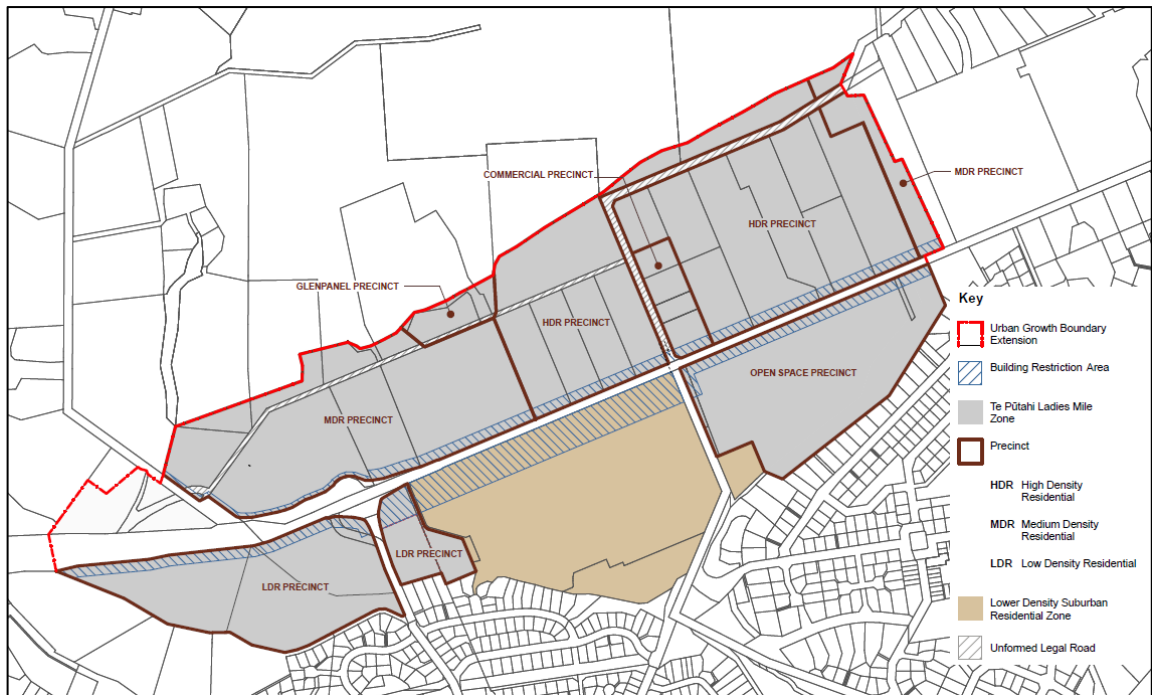 COMMERCIAL PRECINCT
MDR PRECINCT
HDR PRECINCT
GLENPANEL PRECINCT
HDR PRECINCT
OPEN SPACE PRECINCT
MDR PRECINCT
LDR PRECINCT
LDR PRECINCT
Key
Urban Growth Boundary
Extension
Building Restriction Area
Te Pūtahi Ladies Mile
Zone
Precinct
HDR High Density
Residential
MDR Medium Density
Residential
LDR Low Density Residential
Lower Density Suburban
Residential Zone
Unformed Legal Road